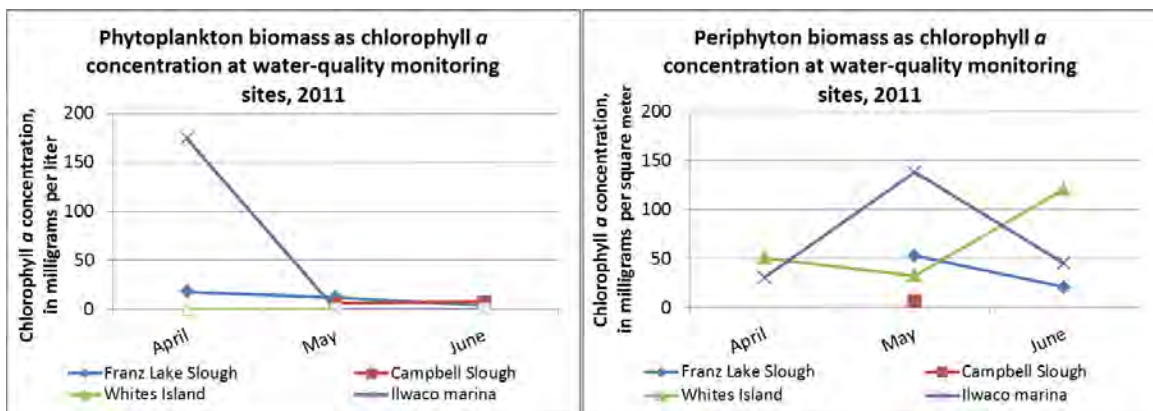 Phytoplankton biomass as chlorophyll a
concentration at water-quality monitoring
sites, 2011
Chlorophyll a concentration,
in milligrams per liter
200
150
100
50
0
April
May
June
Franz Lake Slough
Campbell Slough
Whites Island
Ilwaco marina
Periphyton biomass as chlorophyll a
concentration at water-quality monitoring
sites, 2011
Chlorophyll a concentration,
in milligrams per square meter
200
150
100
50
0
April
May
June
Franz Lake Slough
Campbell Slough
Whites Island
Ilwaco marina